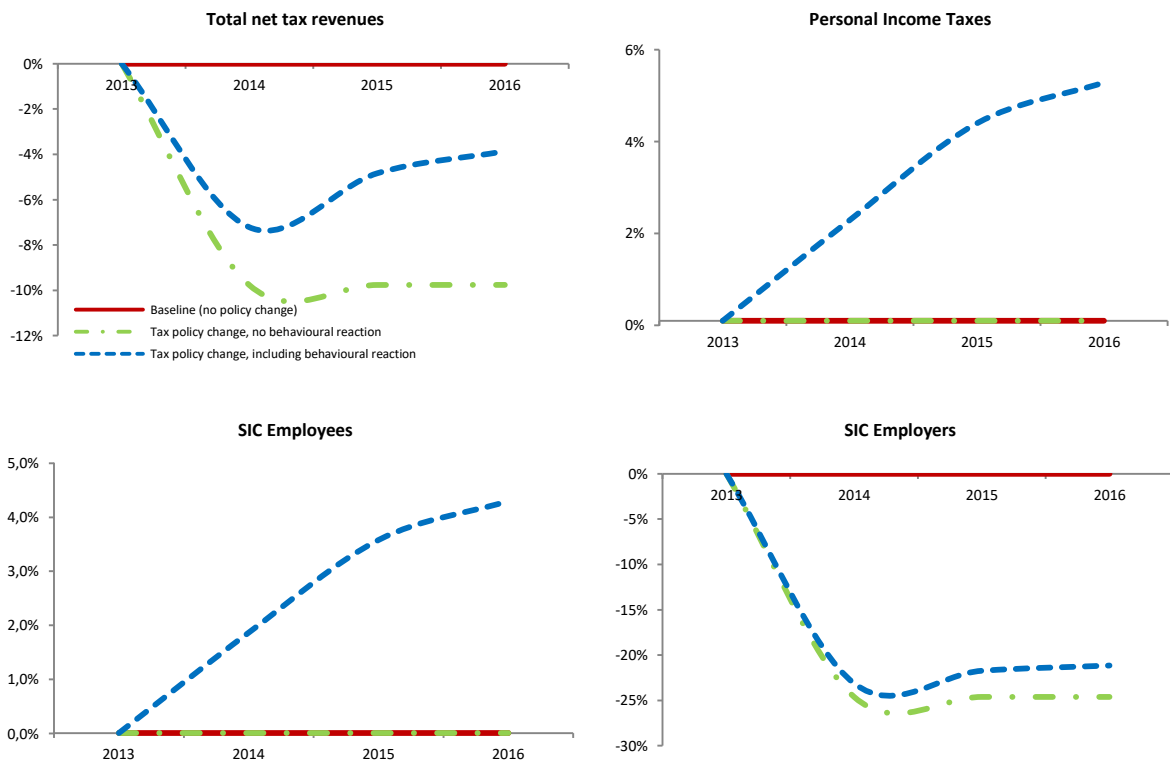 Total net tax revenues
0%
-2%
-4%
-6%
-8%
-10%
-12%
2013 2014 2015 2016
Baseline (no policy change)
Tax policy change, no behavioural reaction
Tax policy change, including behavioural reaction
Personal Income Taxes
6%
4%
2%
0%
2013 2014 2015 2016
SIC Employees
5,0%
4,0%
3,0%
2,0%
1,0%
0,0%
2013 2014 2015 2016
SIC Employers
0%
-5%
-10%
-15%
-20%
-25%
-30%
2013 2014 2015 2016